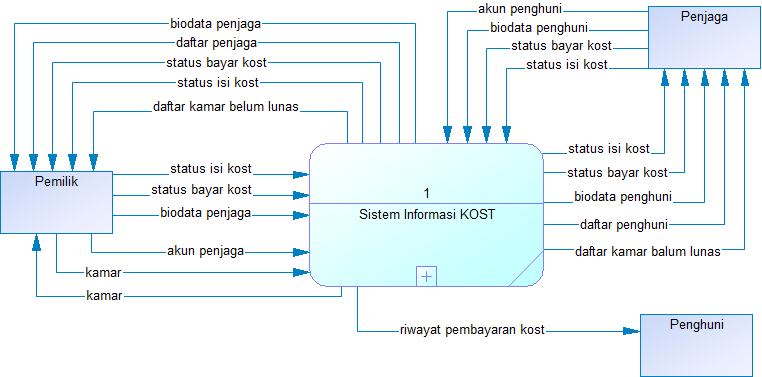 akun penghuni
Penjaga
biodata penjaga
biodata penghuni
daftar penjaga
status bayar kost
status bayar kost
status isi kost
status isi kost
daftar kamar belum lunas
status isi kost
status isi kost
status bayar kost
Pemilik
status bayar kost
1
biodata penghuni
biodata penjaga
Sistem Informasi KOST
daftar penghuni
akun penjaga
daftar kamar balum lunas
kamar
kamar
riwayat pembayaran kost
Penghuni